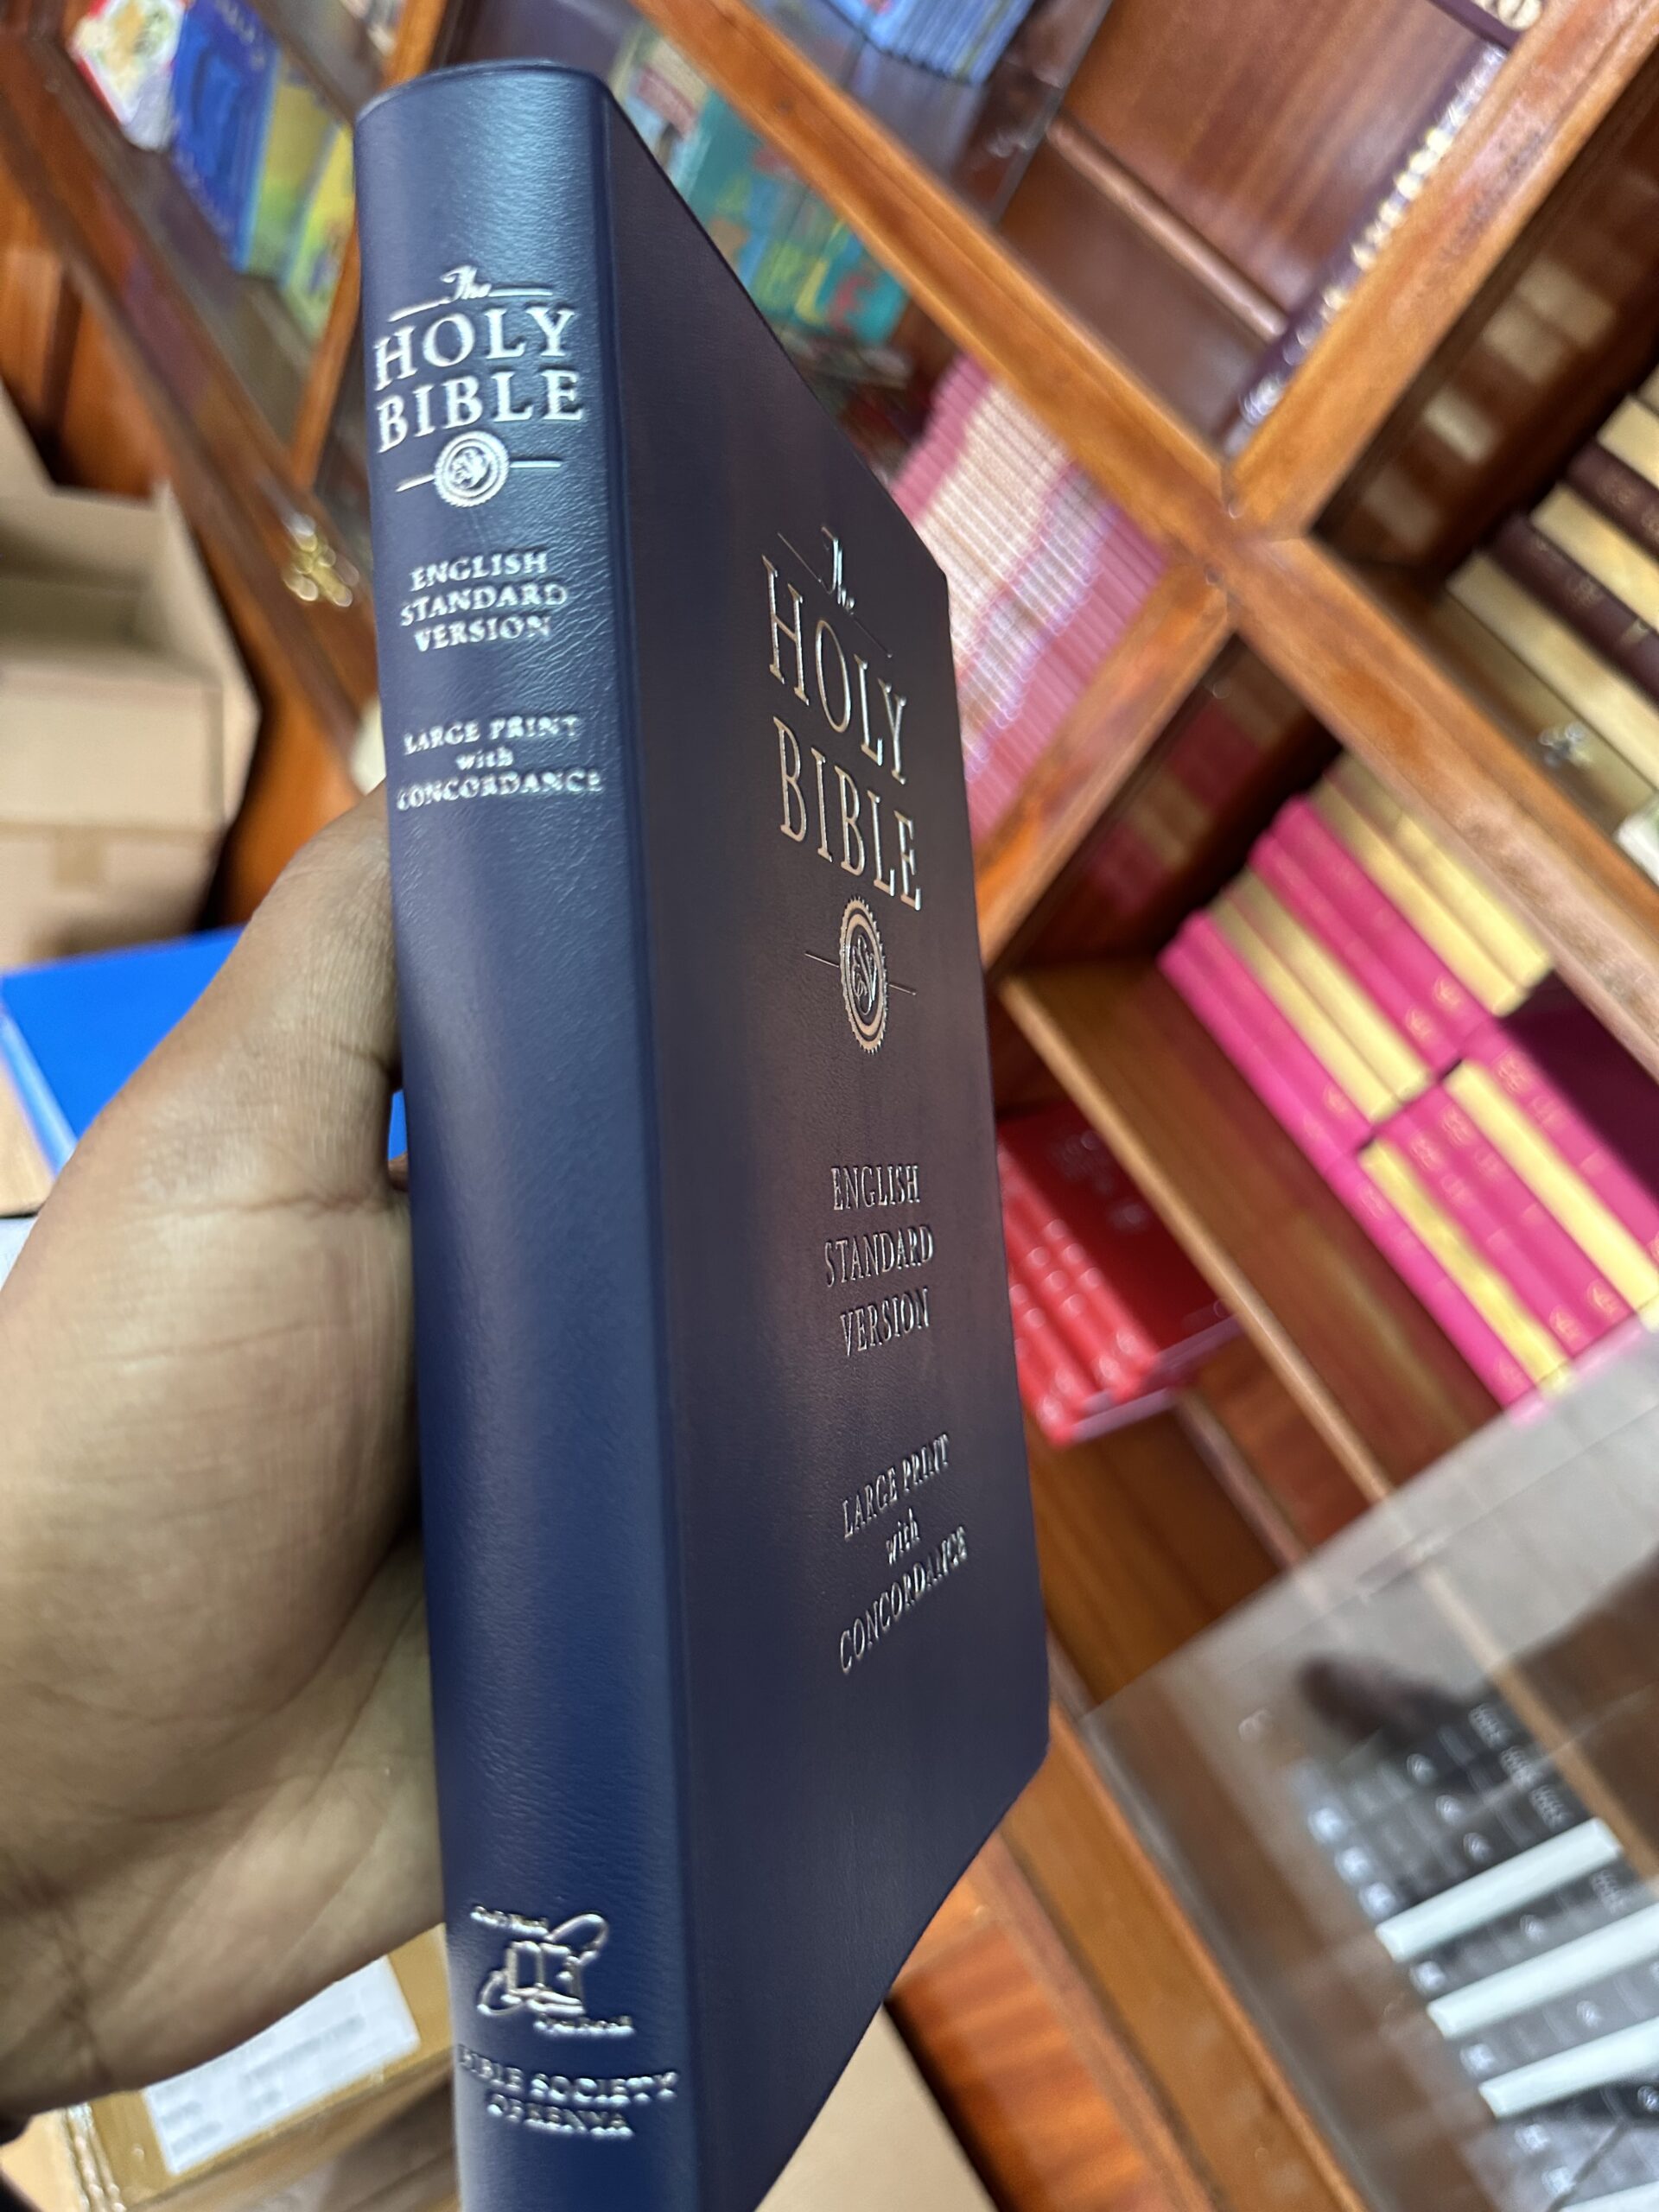 The
HOLY
BIBLE
ENGLISH
STANDARD
VERSION
LARGE PRINT
with
CONCORDANCE
BIBLE SOCIETY
OF KENYA
The
HOLY
BIBLE
ESV
ENGLISH
STANDARD
VERSION
LARGE PRINT
with
CONCORDANCE